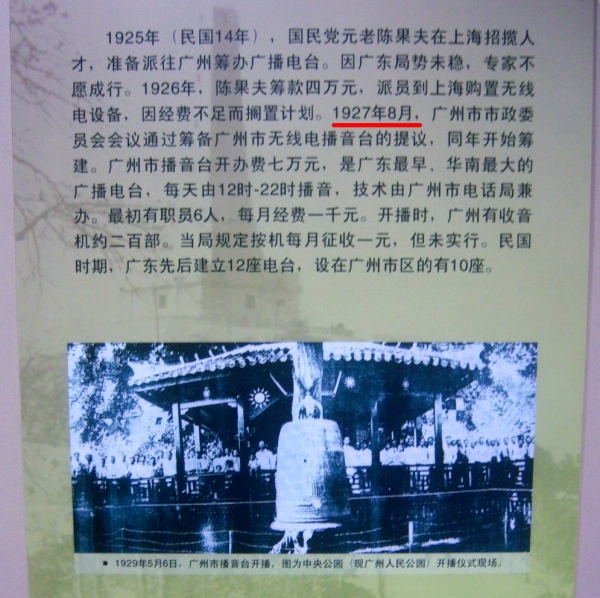 1925年（民国14年），国民党元老陈果夫在上海招揽人
才，准备派往广州筹办广播电台。因广东局势未稳，专家不
愿成行。1926年，陈果夫筹款四万元，派员到上海购置无线
电设备，因经费不足而搁置计划。1927年8月，广州市市政委
员会会议通过筹备广州市无线电播音台的提议，同年开始筹
建。广州市播音台开办费七万元，是广东最早、华南最大的
广播电台，每天由12时-22时播音，技术由广州市电话局兼
办。最初有职员6人，每月经费一千元。开播时，广州有收音
机约二百部。当局规定按机每月征收一元，但未实行。民国
时期，广东先后建立12座电台，设在广州市区的有10座。
■ 1929年5月6日，广州市播音台开播，图为中央公园（现广州人民公园）开播仪式现场。